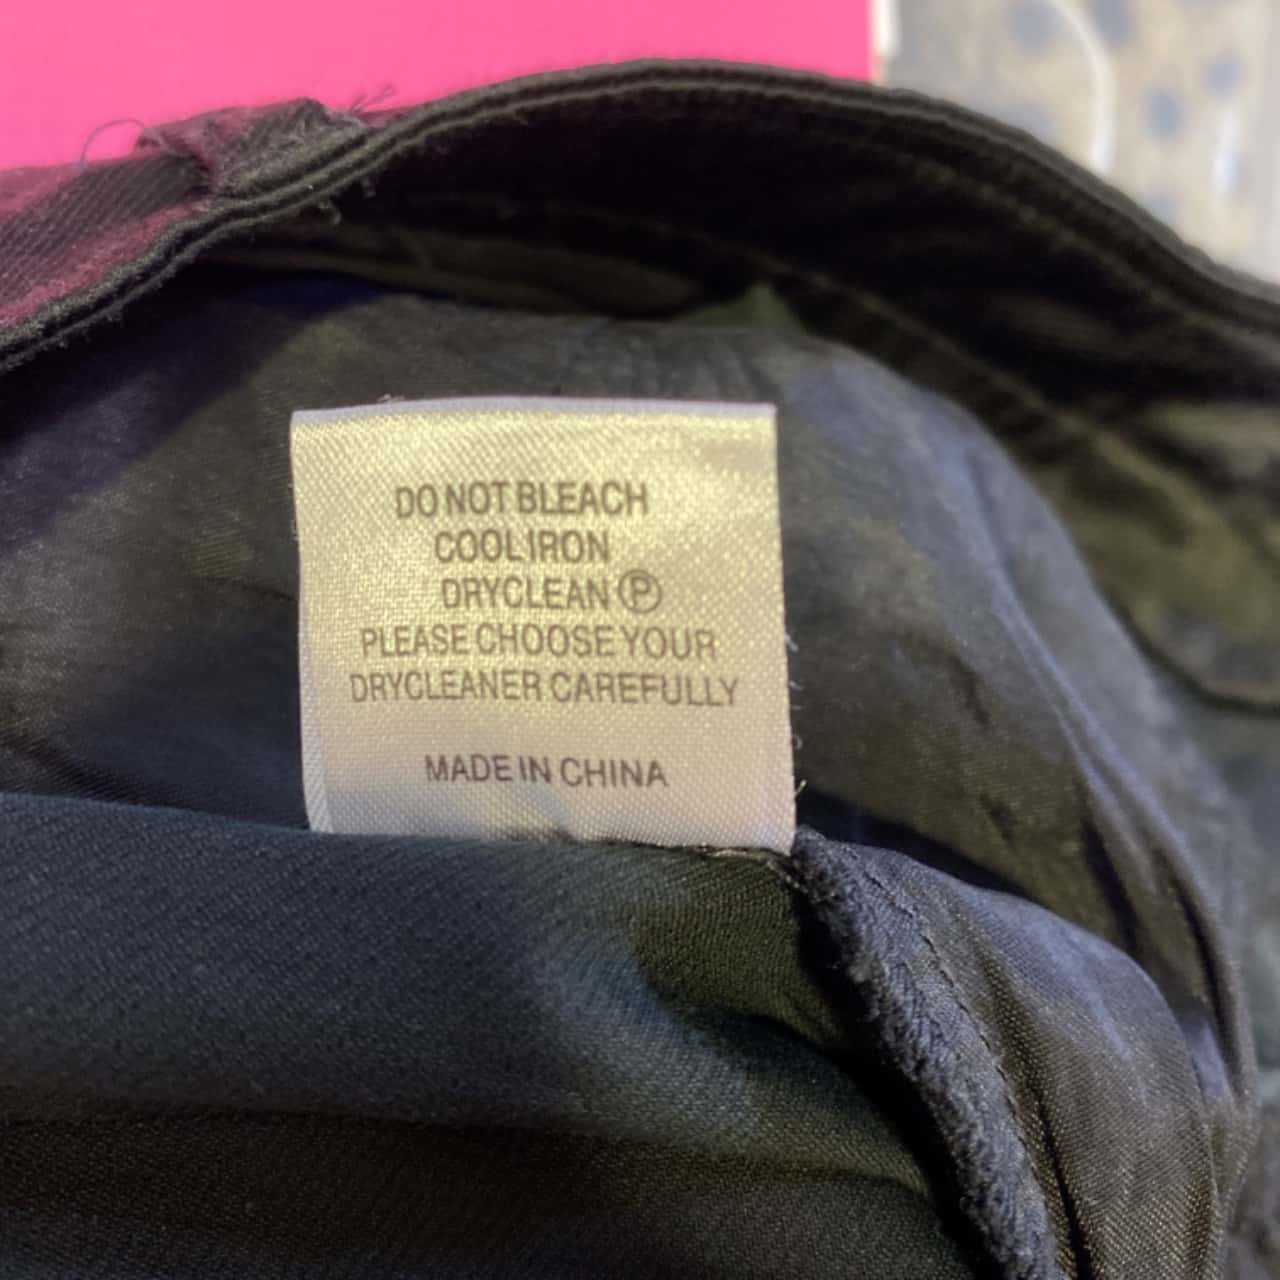 DO NOT BLEACH
COOL IRON
DRYCLEAN Ⓟ
PLEASE CHOOSE YOUR
DRYCLEANER CAREFULLY
MADE IN CHINA